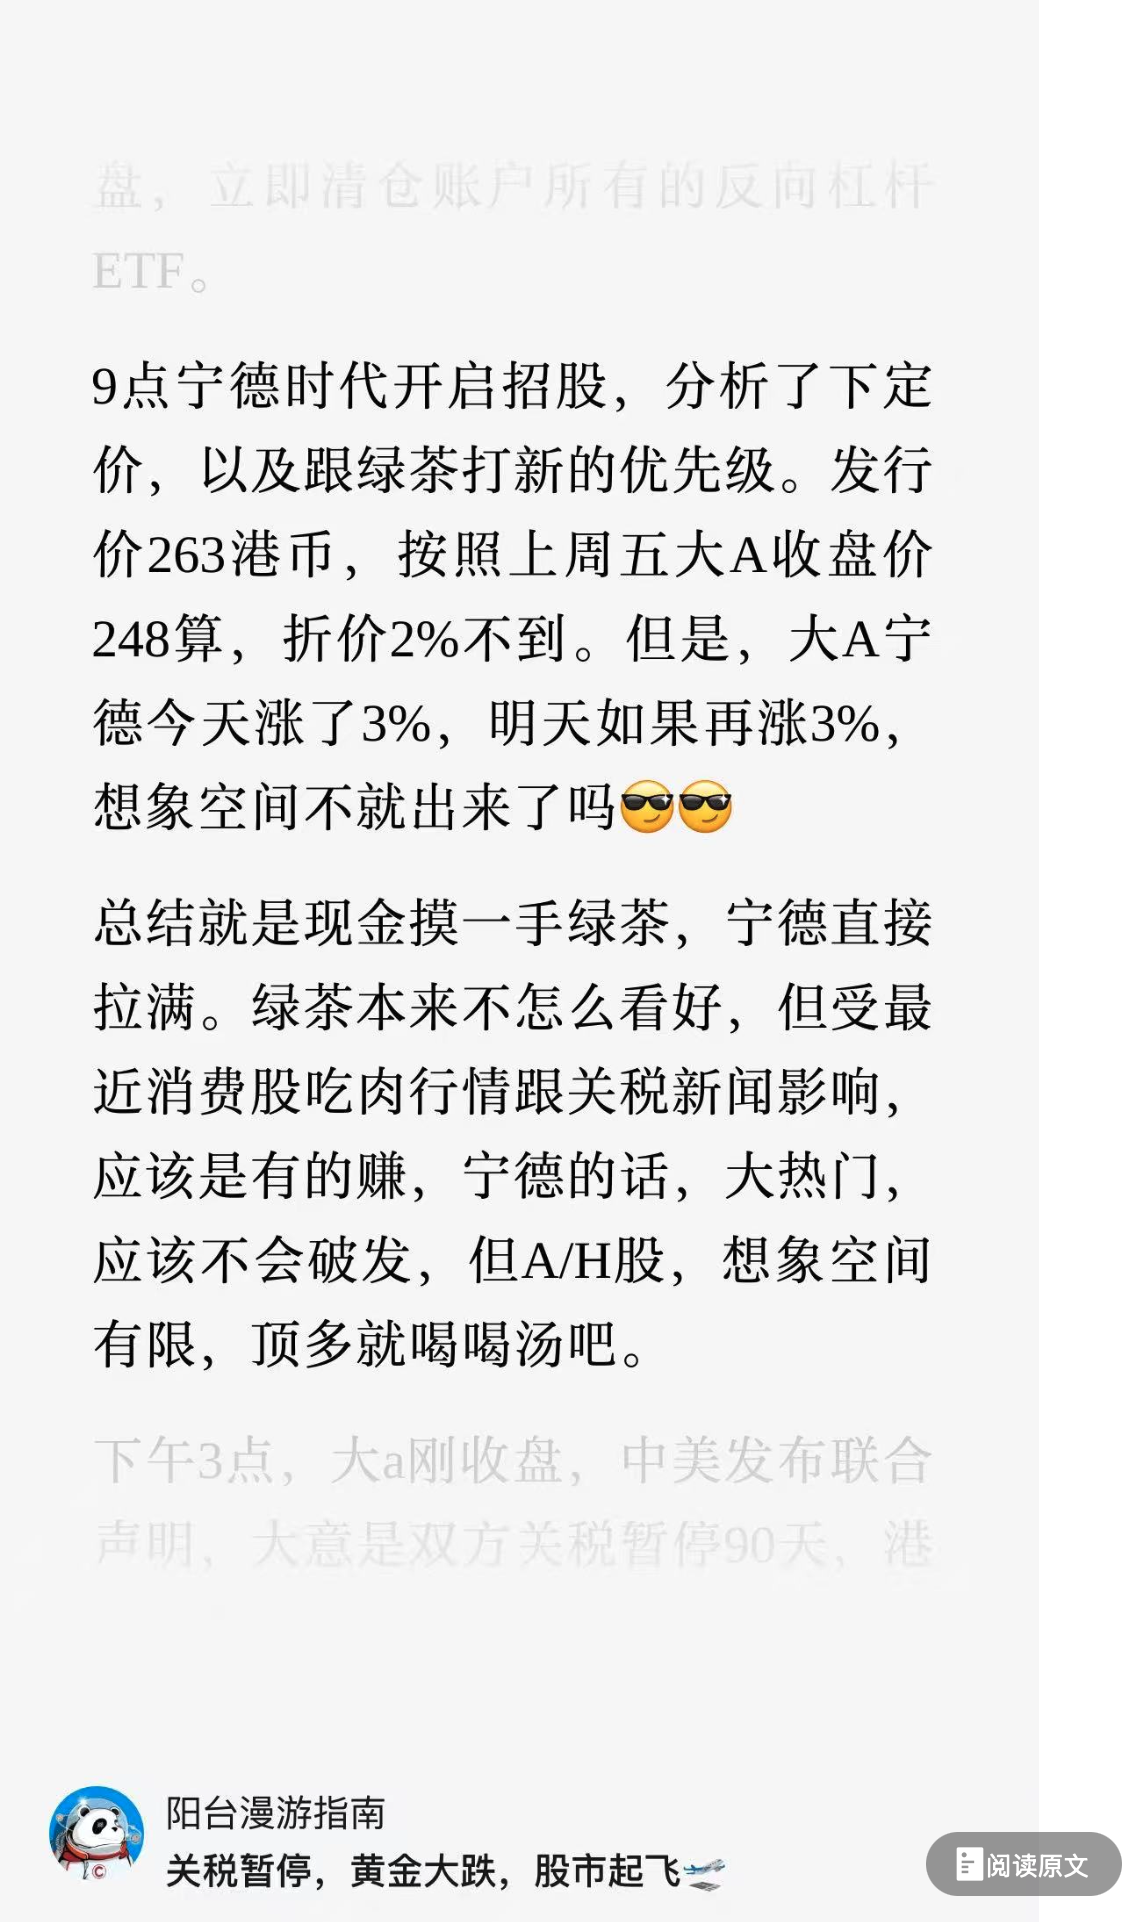 盘，立即清仓账户所有的反向杠杆
ETF。
9点宁德时代开启招股，分析了下定
价，以及跟绿茶打新的优先级。发行
价263港币，按照上周五大A收盘价
248算，折价2%不到。但是，大A宁
德今天涨了3%，明天如果再涨3%，
想象空间不就出来了吗😎😎
总结就是现金摸一手绿茶，宁德直接
拉满。绿茶本来不怎么看好，但受最
近消费股吃肉行情跟关税新闻影响，
应该是有的赚，宁德的话，大热门，
应该不会破发，但A/H股，想象空间
有限，顶多就喝喝汤吧。
下午3点，大a刚收盘，中美发布联合
声明，大意是双方关税暂停90天，港
阳台漫游指南
关税暂停，黄金大跌，股市起飞🛫
阅读原文